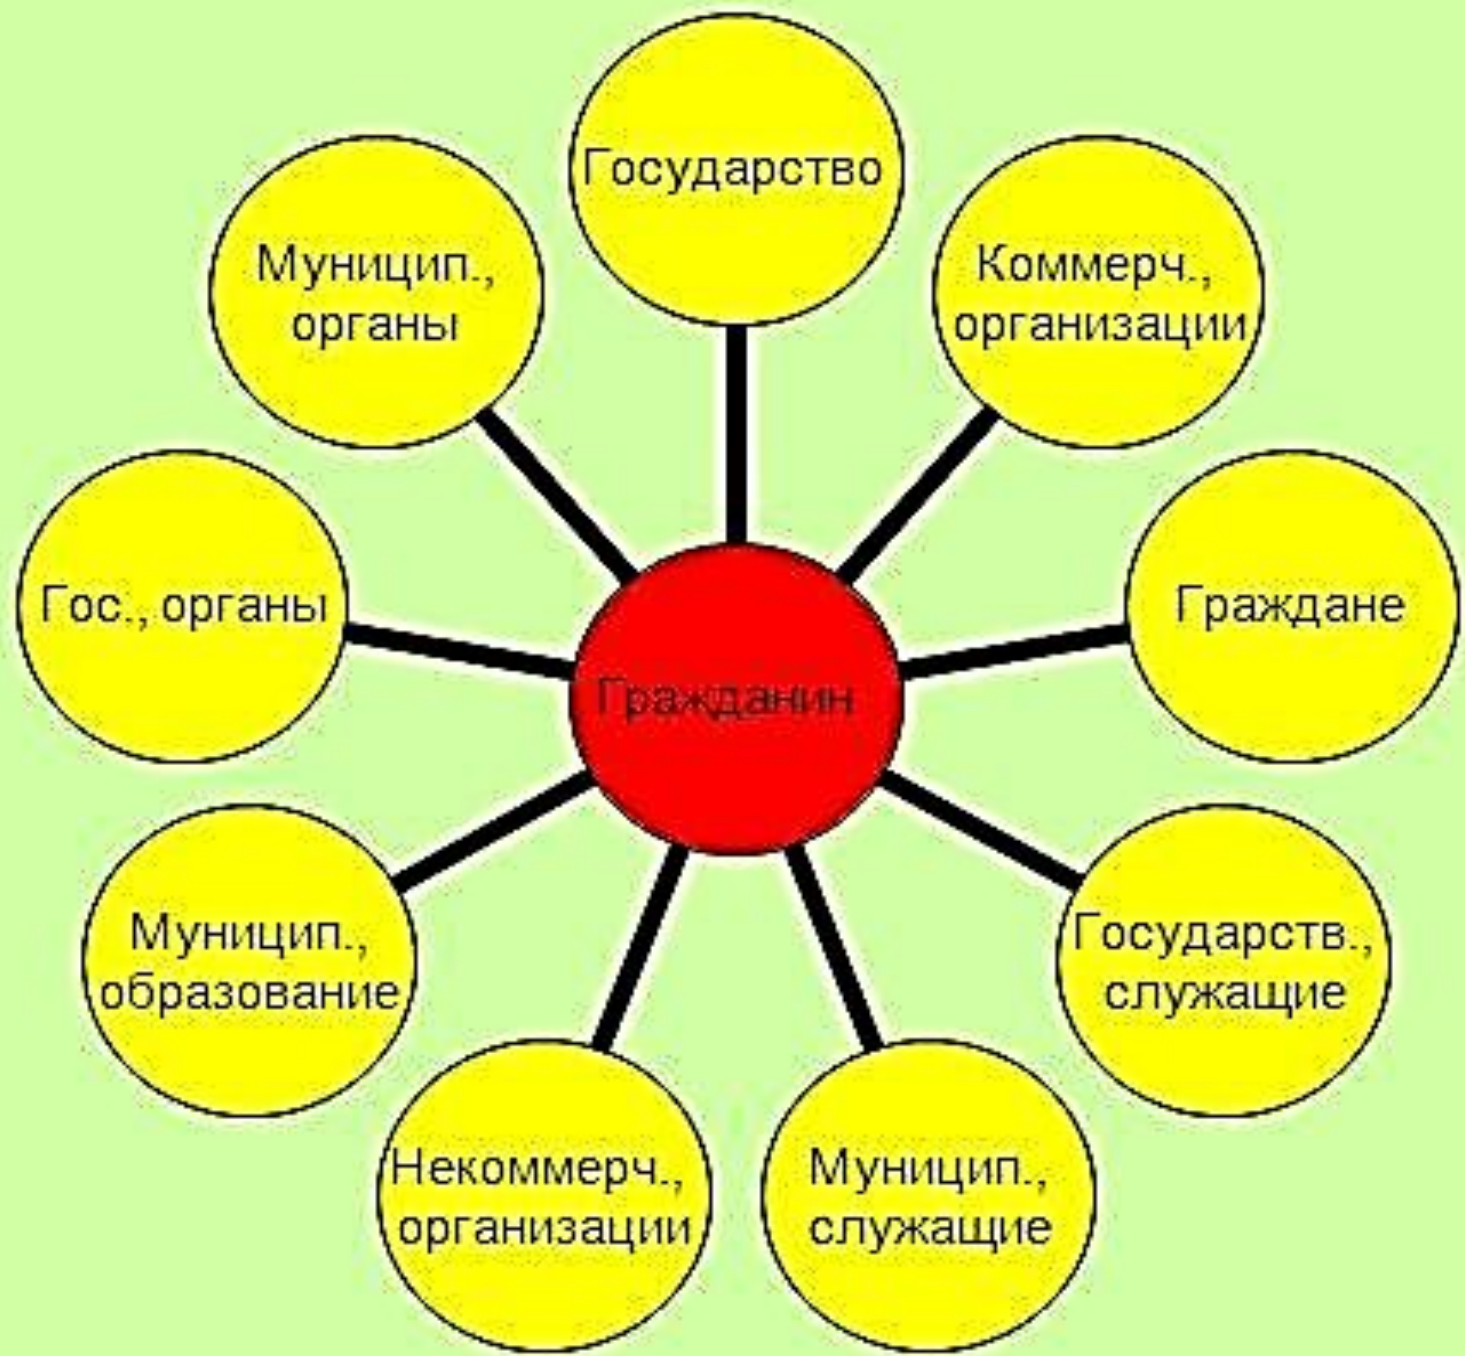 Государство
Муницип.,
органы
Коммерч.,
организации
Гос., органы
Граждане
Гражданин
Муницип.,
образование
Государств.,
служащие
Некоммерч.,
организации
Муницип.,
служащие